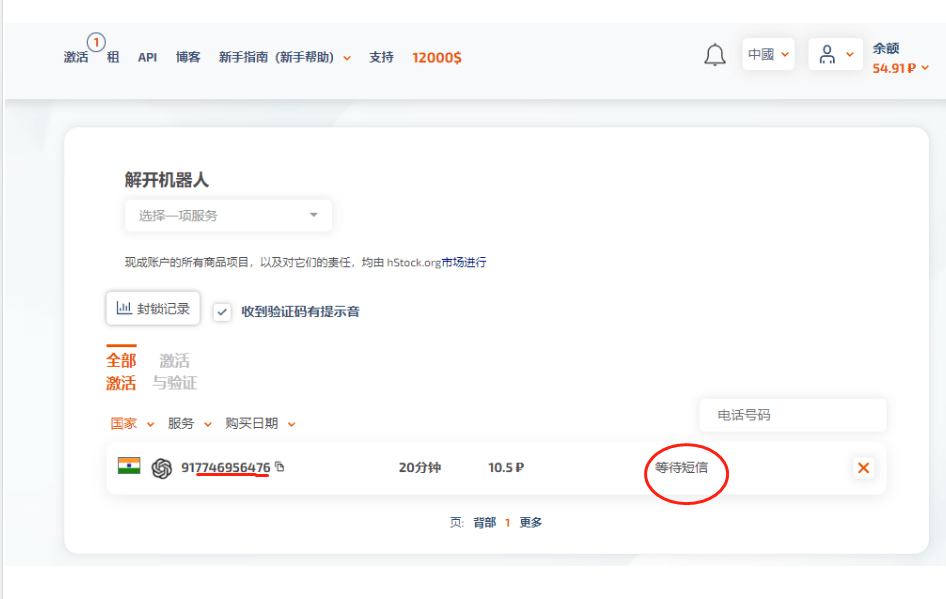 激活 1 租 API 博客 新手指南（新手帮助） 支持 12000$ 中國 余额
54.91 ₽
解开机器人
选择一项服务
现成账户的所有商品项目，以及对它们的责任，均由 hStock.org市场进行
封锁记录 收到验证码有提示音
全部 激活
激活 与验证
国家 服务 购买日期 电话号码
917746956476 20分钟 10.5 ₽ 等待短信
页: 背部 1 更多